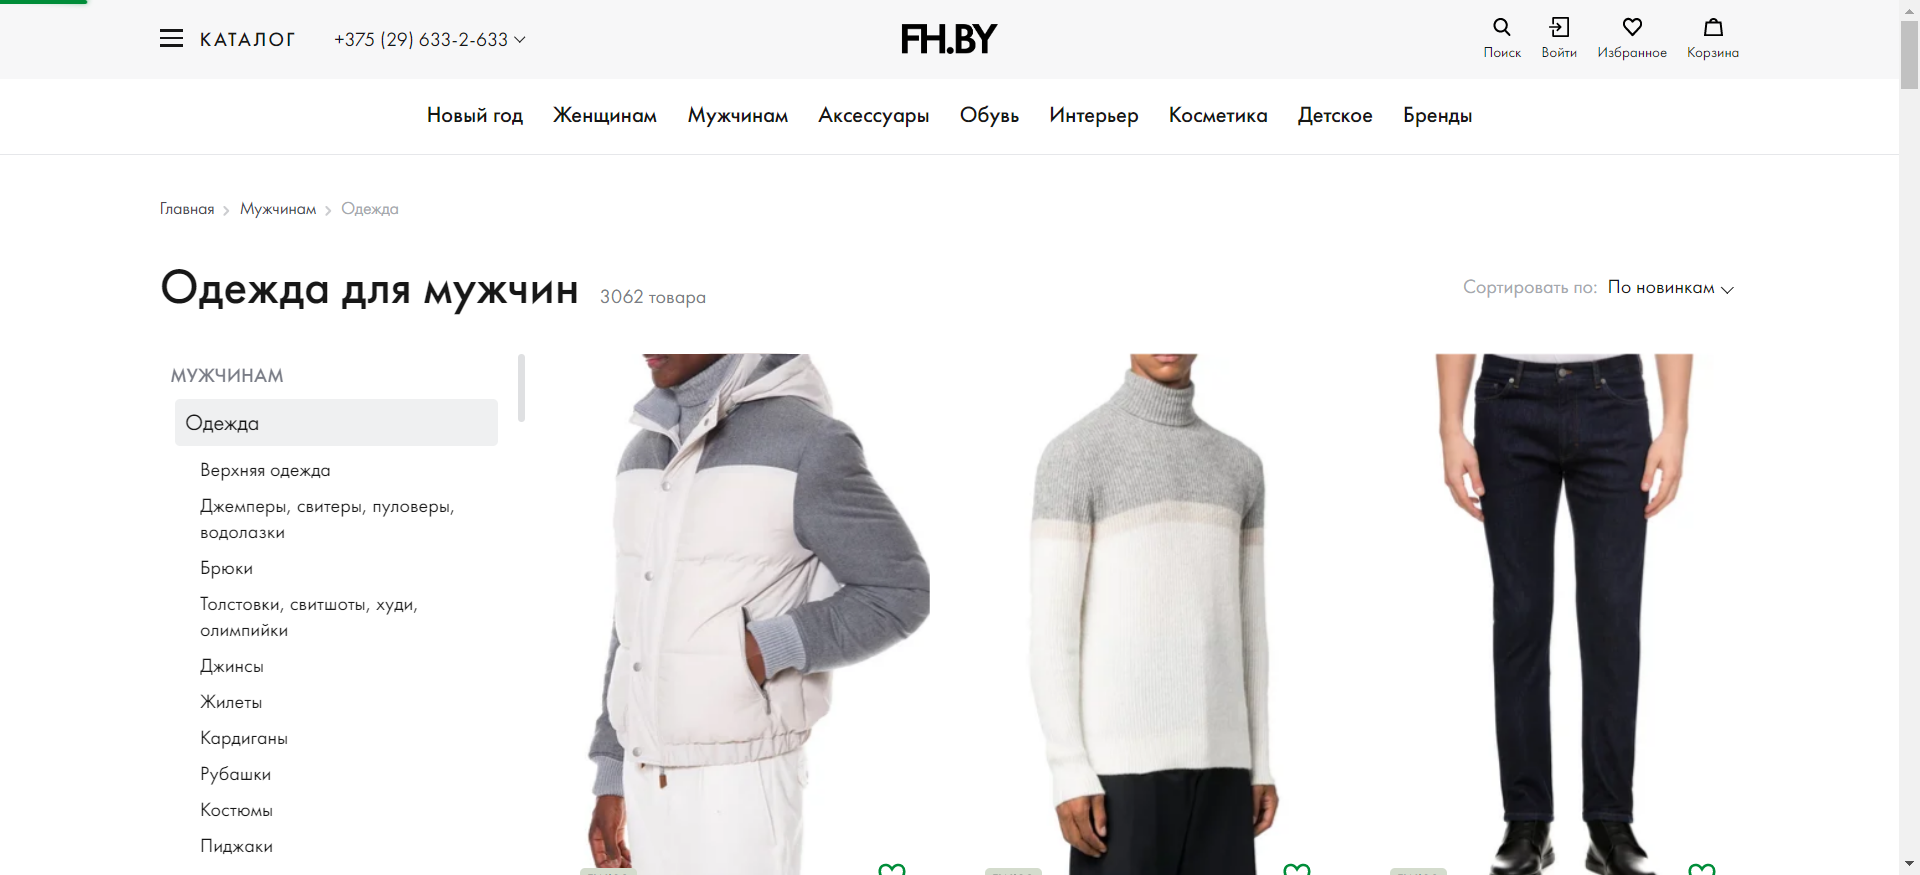 КАТАЛОГ
+375 (29) 633-2-633
FH.BY
Поиск
Войти
Избранное
Корзина
Новый год
Женщинам
Мужчинам
Аксессуары
Обувь
Интерьер
Косметика
Детское
Бренды
Главная
Мужчинам
Одежда
Одежда для мужчин
3062 товара
Сортировать по: По новинкам
МУЖЧИНАМ
Одежда
Верхняя одежда
Джемперы, свитеры, пуловеры,
водолазки
Брюки
Толстовки, свитшоты, худи,
олимпийки
Джинсы
Жилеты
Кардиганы
Рубашки
Костюмы
Пиджаки